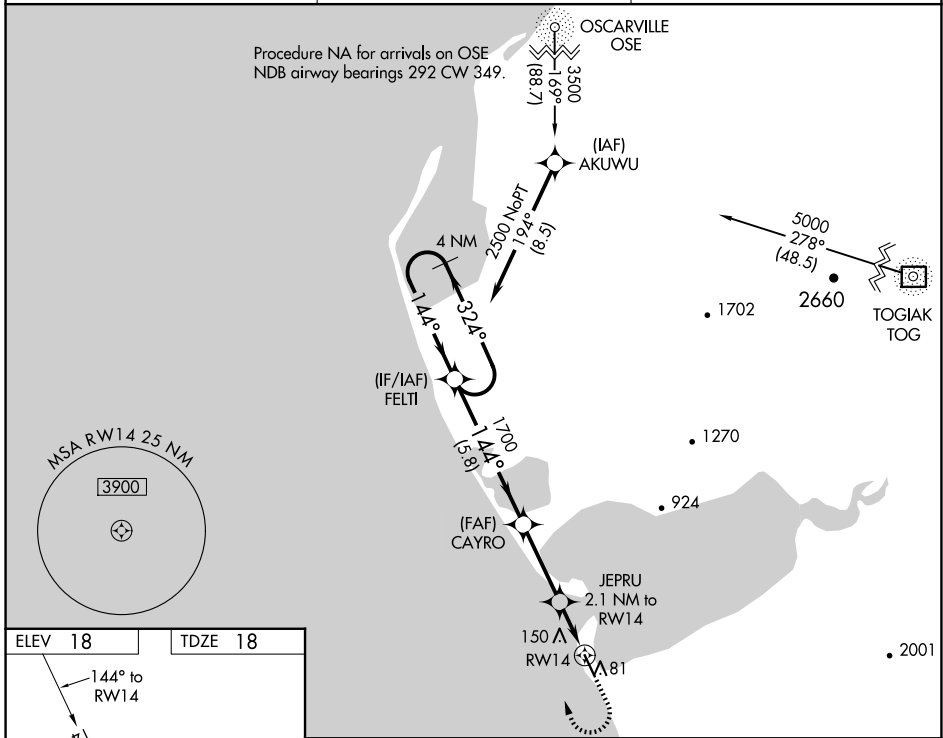 OSCARVILLE
OSE
Procedure NA for arrivals on OSE
NDB airway bearings 292 CW 349.
3500
169°
(88.7)
(IAF)
AKUWU
2500 NoPT
194°
(8.5)
5000
278°
(48.5)
2660
TOGIAK
TOG
4 NM
144°
324°
1702
(IF/IAF)
FELTI
1700
144°
(5.8)
1270
MSA RW14 25 NM
3900
924
(FAF)
CAYRO
JEPRU
2.1 NM to
RW14
150
RW14
81
2001
ELEV 18
TDZE 18
144° to
RW14